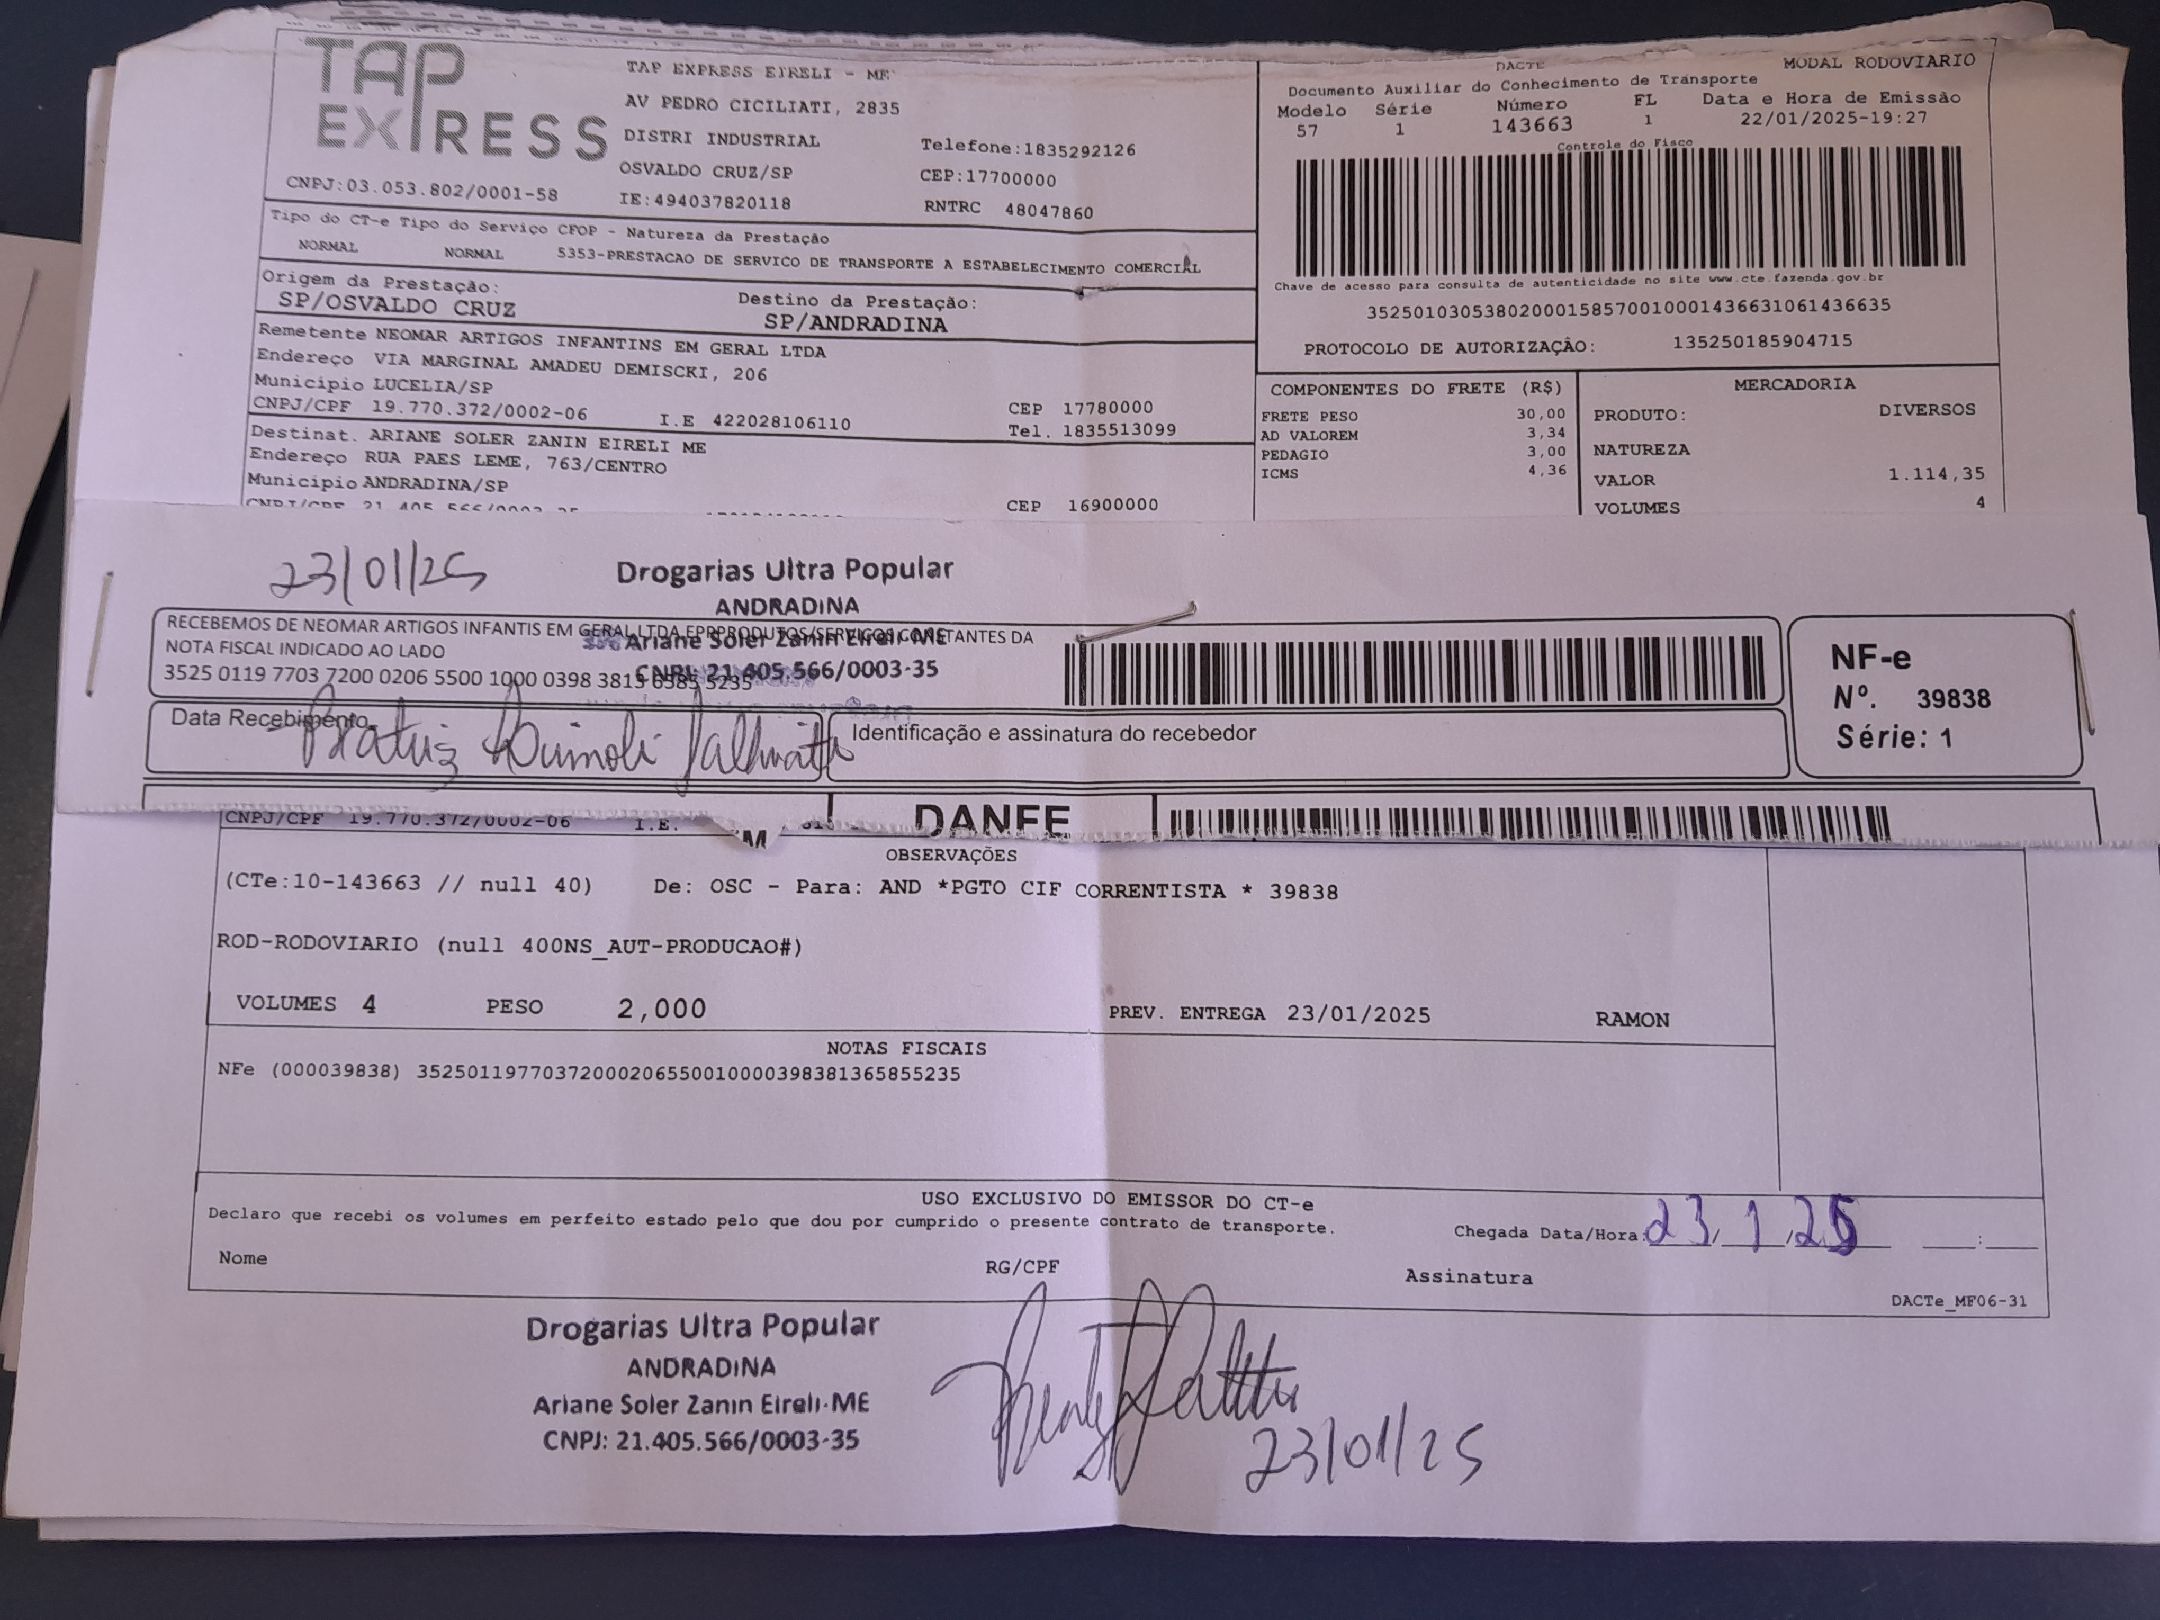 TAP EXPRESS
TAP EXPRESS EIRELI - ME
AV PEDRO CICILIATI, 2835
DISTRI INDUSTRIAL
Telefone:1835292126
OSVALDO CRUZ/SP
CEP:17700000
CNPJ:03.053.802/0001-58
IE:494037820118
RNTRC 48047860
DACTE
MODAL RODOVIARIO
Documento Auxiliar do Conhecimento de Transporte
Modelo Série Número FL Data e Hora de Emissão
57 1 143663 1 22/01/2025-19:27
Controle do Fisco
Chave de acesso para consulta de autenticidade no site www.cte.fazenda.gov.br
35250103053802000158570010001436631061436635
PROTOCOLO DE AUTORIZAÇÃO: 135250185904715
Tipo do CT-e Tipo do Serviço CFOP - Natureza da Prestação
NORMAL NORMAL 5353-PRESTACAO DE SERVICO DE TRANSPORTE A ESTABELECIMENTO COMERCIAL
Origem da Prestação: Destino da Prestação:
SP/OSVALDO CRUZ SP/ANDRADINA
Remetente NEOMAR ARTIGOS INFANTINS EM GERAL LTDA
Endereço VIA MARGINAL AMADEU DEMISCKI, 206
Municipio LUCELIA/SP
CEP 17780000
CNPJ/CPF 19.770.372/0002-06 I.E 422028106110 Tel. 1835513099
Destinat. ARIANE SOLER ZANIN EIRELI ME
Endereço RUA PAES LEME, 763/CENTRO
Municipio ANDRADINA/SP
CNPJ/CPF 21.405.566/0003-35 CEP 16900000
COMPONENTES DO FRETE (R$)
FRETE PESO 30,00
AD VALOREM 3,34
PEDAGIO 3,00
ICMS 4,36
MERCADORIA
PRODUTO: DIVERSOS
NATUREZA
VALOR 1.114,35
VOLUMES 4
23/01/25
Drogarias Ultra Popular
ANDRADINA
Ariane Soler Zanin Eireli-ME
CNPJ: 21.405.566/0003-35
RECEBEMOS DE NEOMAR ARTIGOS INFANTIS EM GERAL LTDA EPP PRODUTOS/SERVIÇOS CONSTANTES DA
NOTA FISCAL INDICADO AO LADO
3525 0119 7703 7200 0206 5500 1000 0398 3813 6585 5235
NF-e
Nº. 39838
Série: 1
Data Recebimento
Identificação e assinatura do recebedor
DANFE
CNPJ/CPF 19.770.372/0002-06 I.E.
OBSERVAÇÕES
(CTe:10-143663 // null 40) De: OSC - Para: AND *PGTO CIF CORRENTISTA * 39838
ROD-RODOVIARIO (null 400NS_AUT-PRODUCAO#)
VOLUMES 4 PESO 2,000 PREV. ENTREGA 23/01/2025 RAMON
NOTAS FISCAIS
NFe (000039838) 35250119770372000206550010000398381365855235
USO EXCLUSIVO DO EMISSOR DO CT-e
Declaro que recebi os volumes em perfeito estado pelo que dou por cumprido o presente contrato de transporte.
Chegada Data/Hora: 23/1/25 __:__
Nome RG/CPF Assinatura
DACTe_MF06-31
Drogarias Ultra Popular
ANDRADINA
Ariane Soler Zanin Eireli-ME
CNPJ: 21.405.566/0003-35
23/01/25